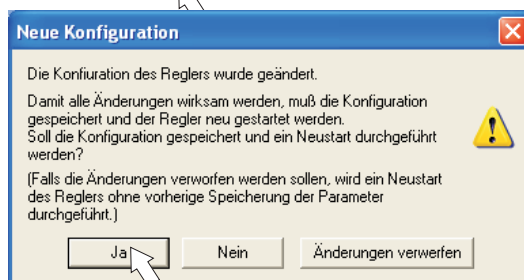 Neue Konfiguration
Die Konfiuration des Reglers wurde geändert.
Damit alle Änderungen wirksam werden, muß die Konfiguration
gespeichert und der Regler neu gestartet werden.
Soll die Konfiguration gespeichert und ein Neustart durchgeführt
werden?
(Falls die Änderungen verworfen werden sollen, wird ein Neustart
des Reglers ohne vorherige Speicherung der Parameter
durchgeführt.)
Ja Nein Änderungen verwerfen